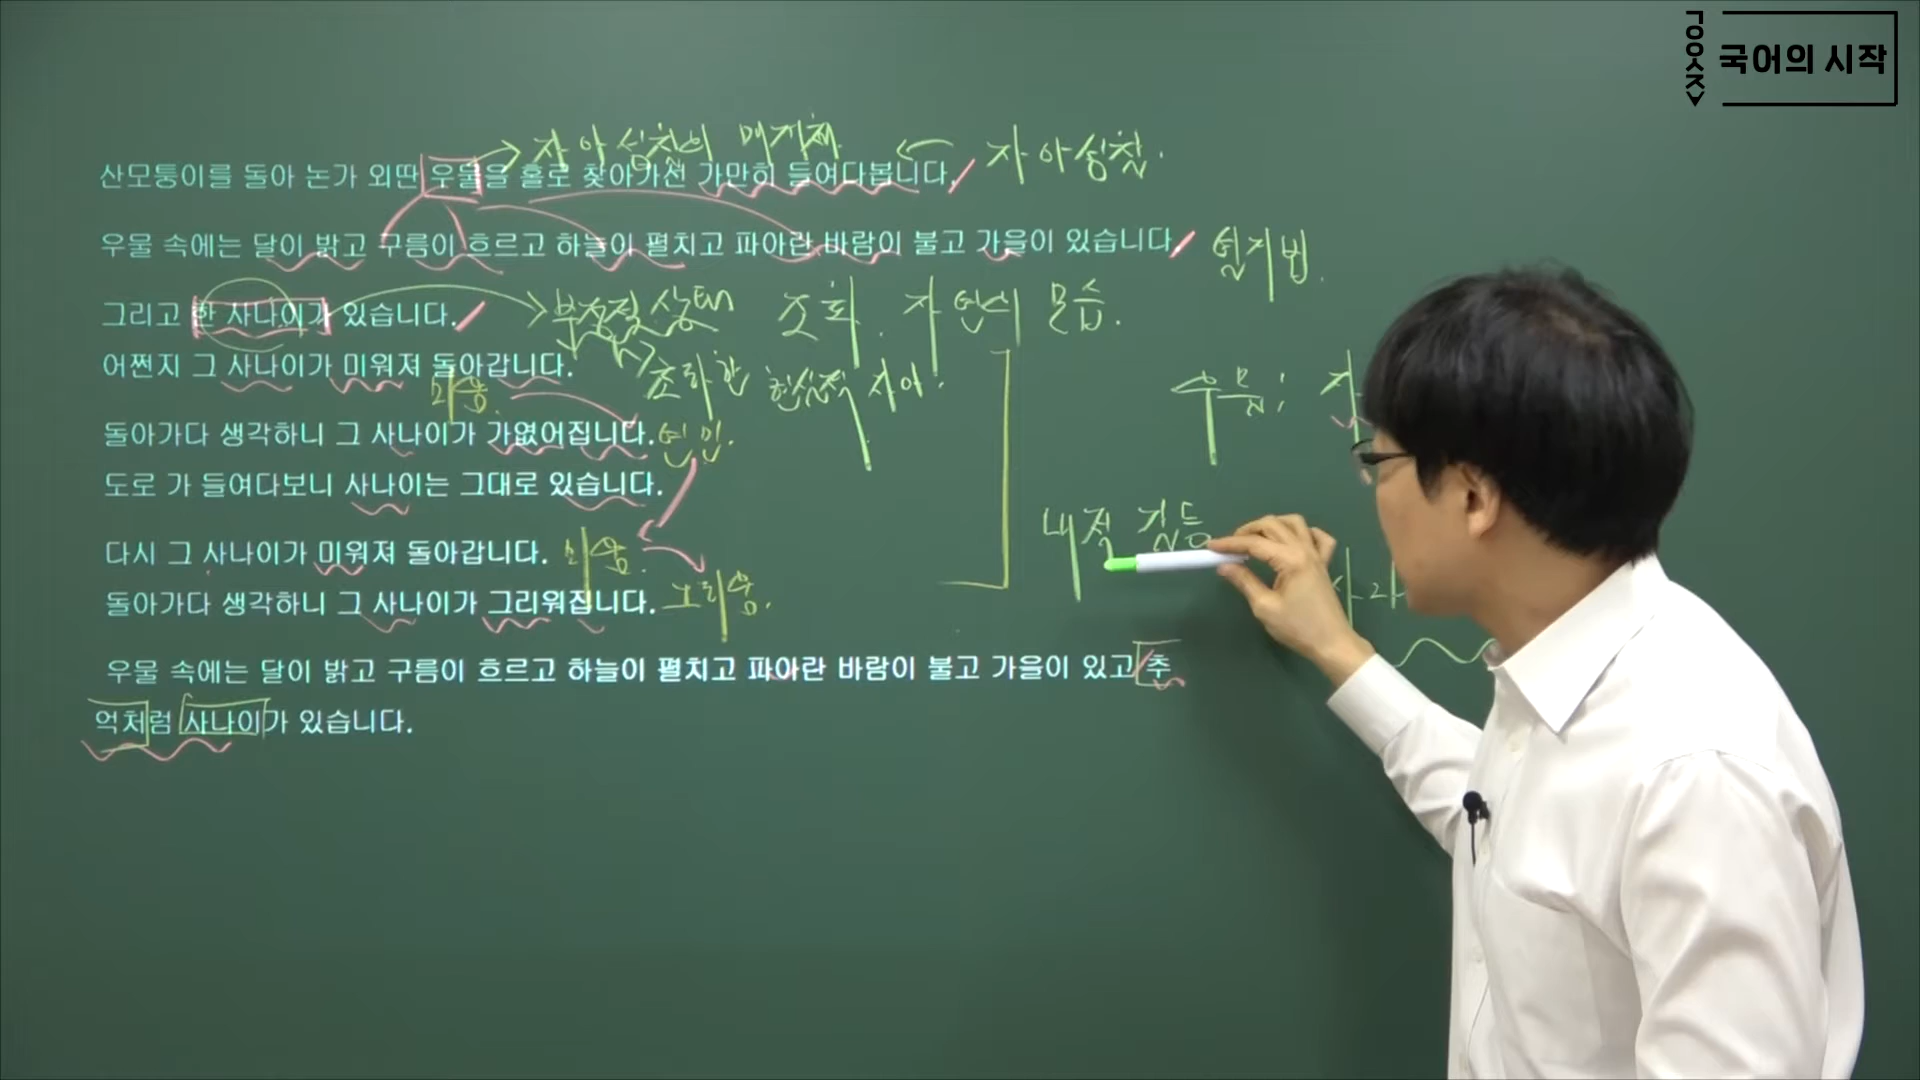 국어의 시작
자아성찰의 매개체 자아성찰.
산모퉁이를 돌아 논가 외딴 우물을 홀로 찾아가선 가만히 들여다봅니다.
우물 속에는 달이 밝고 구름이 흐르고 하늘이 펼치고 파아란 바람이 불고 가을이 있습니다.
열거법.
그리고 한 사나이가 있습니다.
부정적 상태 조화. 자연의 모습.
초라한 현실적 자아.
어쩐지 그 사나이가 미워져 돌아갑니다.
미움.
우물:
돌아가다 생각하니 그 사나이가 가엾어집니다.
연민.
도로 가 들여다보니 사나이는 그대로 있습니다.
내적 갈등
다시 그 사나이가 미워져 돌아갑니다.
미움.
돌아가다 생각하니 그 사나이가 그리워집니다.
그리움.
우물 속에는 달이 밝고 구름이 흐르고 하늘이 펼치고 파아란 바람이 불고 가을이 있고 추
억처럼 사나이가 있습니다.